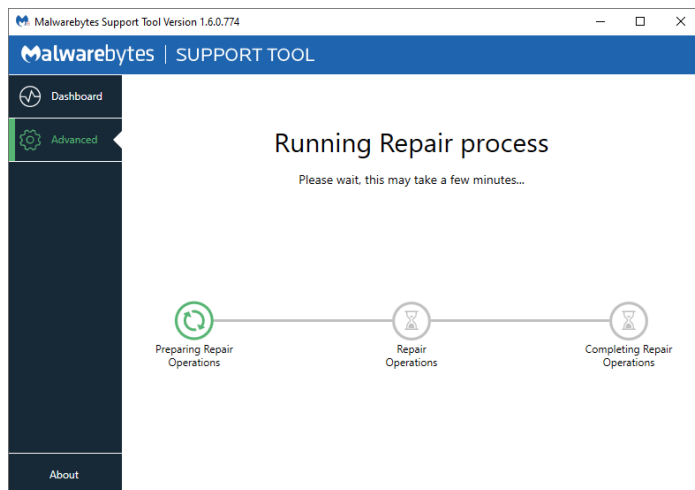 Malwarebytes Support Tool Version 1.6.0.774
Malwarebytes | SUPPORT TOOL
Dashboard
Advanced
Running Repair process
Please wait, this may take a few minutes...
Preparing Repair
Operations
Repair
Operations
Completing Repair
Operations
About